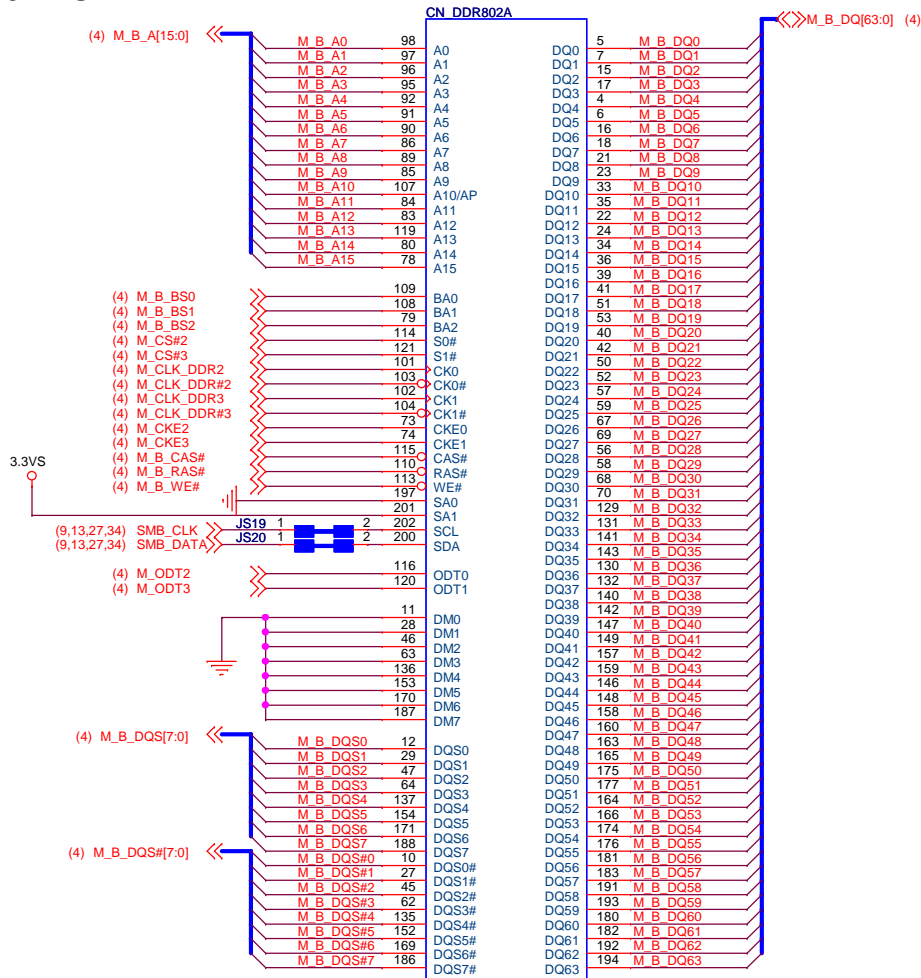 CN_DDR802A
(4) M_B_A[15:0]
M_B_A0 98 A0
M_B_A1 97 A1
M_B_A2 96 A2
M_B_A3 95 A3
M_B_A4 92 A4
M_B_A5 91 A5
M_B_A6 90 A6
M_B_A7 86 A7
M_B_A8 89 A8
M_B_A9 85 A9
M_B_A10 107 A10/AP
M_B_A11 84 A11
M_B_A12 83 A12
M_B_A13 119 A13
M_B_A14 80 A14
M_B_A15 78 A15
(4) M_B_BS0 109 BA0
(4) M_B_BS1 108 BA1
(4) M_B_BS2 79 BA2
(4) M_CS#2 114 S0#
(4) M_CS#3 121 S1#
(4) M_CLK_DDR2 101 CK0
(4) M_CLK_DDR#2 103 CK0#
(4) M_CLK_DDR3 102 CK1
(4) M_CLK_DDR#3 104 CK1#
(4) M_CKE2 73 CKE0
(4) M_CKE3 74 CKE1
(4) M_B_CAS# 115 CAS#
(4) M_B_RAS# 110 RAS#
(4) M_B_WE# 113 WE#
197 SA0
3.3VS 201 SA1
(9,13,27,34) SMB_CLK JS19 1 2 202 SCL
(9,13,27,34) SMB_DATA JS20 1 2 200 SDA
(4) M_ODT2 116 ODT0
(4) M_ODT3 120 ODT1
11 DM0
28 DM1
46 DM2
63 DM3
136 DM4
153 DM5
170 DM6
187 DM7
(4) M_B_DQS[7:0]
M_B_DQS0 12 DQS0
M_B_DQS1 29 DQS1
M_B_DQS2 47 DQS2
M_B_DQS3 64 DQS3
M_B_DQS4 137 DQS4
M_B_DQS5 154 DQS5
M_B_DQS6 171 DQS6
M_B_DQS7 188 DQS7
(4) M_B_DQS#[7:0]
M_B_DQS#0 10 DQS0#
M_B_DQS#1 27 DQS1#
M_B_DQS#2 45 DQS2#
M_B_DQS#3 62 DQS3#
M_B_DQS#4 135 DQS4#
M_B_DQS#5 152 DQS5#
M_B_DQS#6 169 DQS6#
M_B_DQS#7 186 DQS7#
M_B_DQ[63:0] (4)
DQ0 5 M_B_DQ0
DQ1 7 M_B_DQ1
DQ2 15 M_B_DQ2
DQ3 17 M_B_DQ3
DQ4 4 M_B_DQ4
DQ5 6 M_B_DQ5
DQ6 16 M_B_DQ6
DQ7 18 M_B_DQ7
DQ8 21 M_B_DQ8
DQ9 23 M_B_DQ9
DQ10 33 M_B_DQ10
DQ11 35 M_B_DQ11
DQ12 22 M_B_DQ12
DQ13 24 M_B_DQ13
DQ14 34 M_B_DQ14
DQ15 36 M_B_DQ15
DQ16 39 M_B_DQ16
DQ17 41 M_B_DQ17
DQ18 51 M_B_DQ18
DQ19 53 M_B_DQ19
DQ20 40 M_B_DQ20
DQ21 42 M_B_DQ21
DQ22 50 M_B_DQ22
DQ23 52 M_B_DQ23
DQ24 57 M_B_DQ24
DQ25 59 M_B_DQ25
DQ26 67 M_B_DQ26
DQ27 69 M_B_DQ27
DQ28 56 M_B_DQ28
DQ29 58 M_B_DQ29
DQ30 68 M_B_DQ30
DQ31 70 M_B_DQ31
DQ32 129 M_B_DQ32
DQ33 131 M_B_DQ33
DQ34 141 M_B_DQ34
DQ35 143 M_B_DQ35
DQ36 130 M_B_DQ36
DQ37 132 M_B_DQ37
DQ38 140 M_B_DQ38
DQ39 142 M_B_DQ39
DQ40 147 M_B_DQ40
DQ41 149 M_B_DQ41
DQ42 157 M_B_DQ42
DQ43 159 M_B_DQ43
DQ44 146 M_B_DQ44
DQ45 148 M_B_DQ45
DQ46 158 M_B_DQ46
DQ47 160 M_B_DQ47
DQ48 163 M_B_DQ48
DQ49 165 M_B_DQ49
DQ50 175 M_B_DQ50
DQ51 177 M_B_DQ51
DQ52 164 M_B_DQ52
DQ53 166 M_B_DQ53
DQ54 174 M_B_DQ54
DQ55 176 M_B_DQ55
DQ56 181 M_B_DQ56
DQ57 183 M_B_DQ57
DQ58 191 M_B_DQ58
DQ59 193 M_B_DQ59
DQ60 180 M_B_DQ60
DQ61 182 M_B_DQ61
DQ62 192 M_B_DQ62
DQ63 194 M_B_DQ63